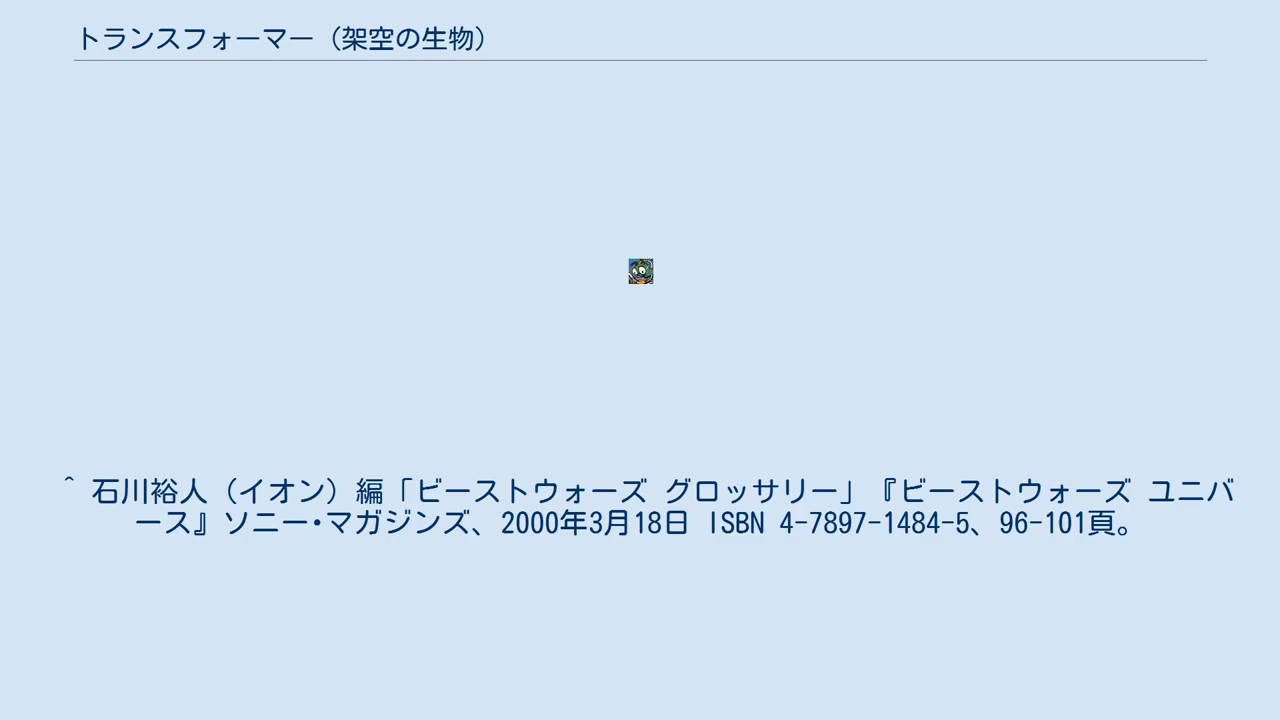 トランスフォーマー（架空の生物）
^ 石川裕人（イオン）編「ビーストウォーズ グロッサリー」『ビーストウォーズ ユニバ
ース』ソニー・マガジンズ、2000年3月18日 ISBN 4-7897-1484-5、96-101頁。